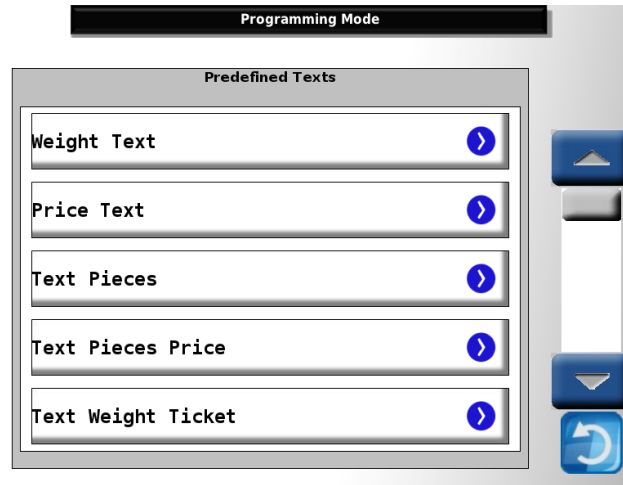 Programming Mode
Predefined Texts
Weight Text
Price Text
Text Pieces
Text Pieces Price
Text Weight Ticket